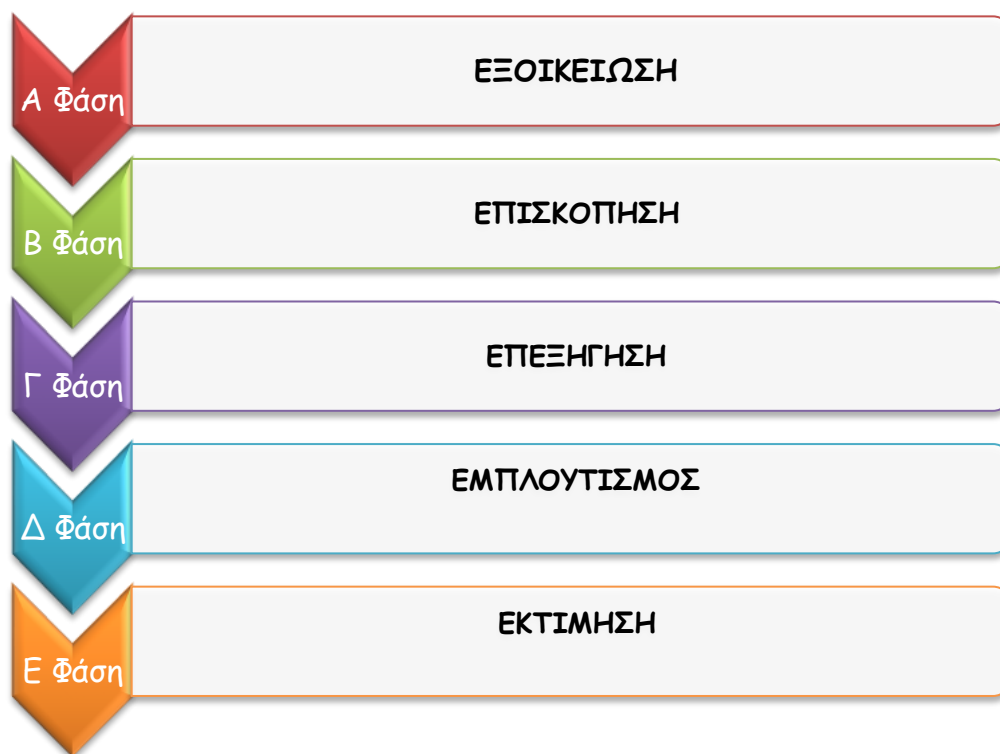 Α Φάση
ΕΞΟΙΚΕΙΩΣΗ
Β Φάση
ΕΠΙΣΚΟΠΗΣΗ
Γ Φάση
ΕΠΕΞΗΓΗΣΗ
Δ Φάση
ΕΜΠΛΟΥΤΙΣΜΟΣ
Ε Φάση
ΕΚΤΙΜΗΣΗ